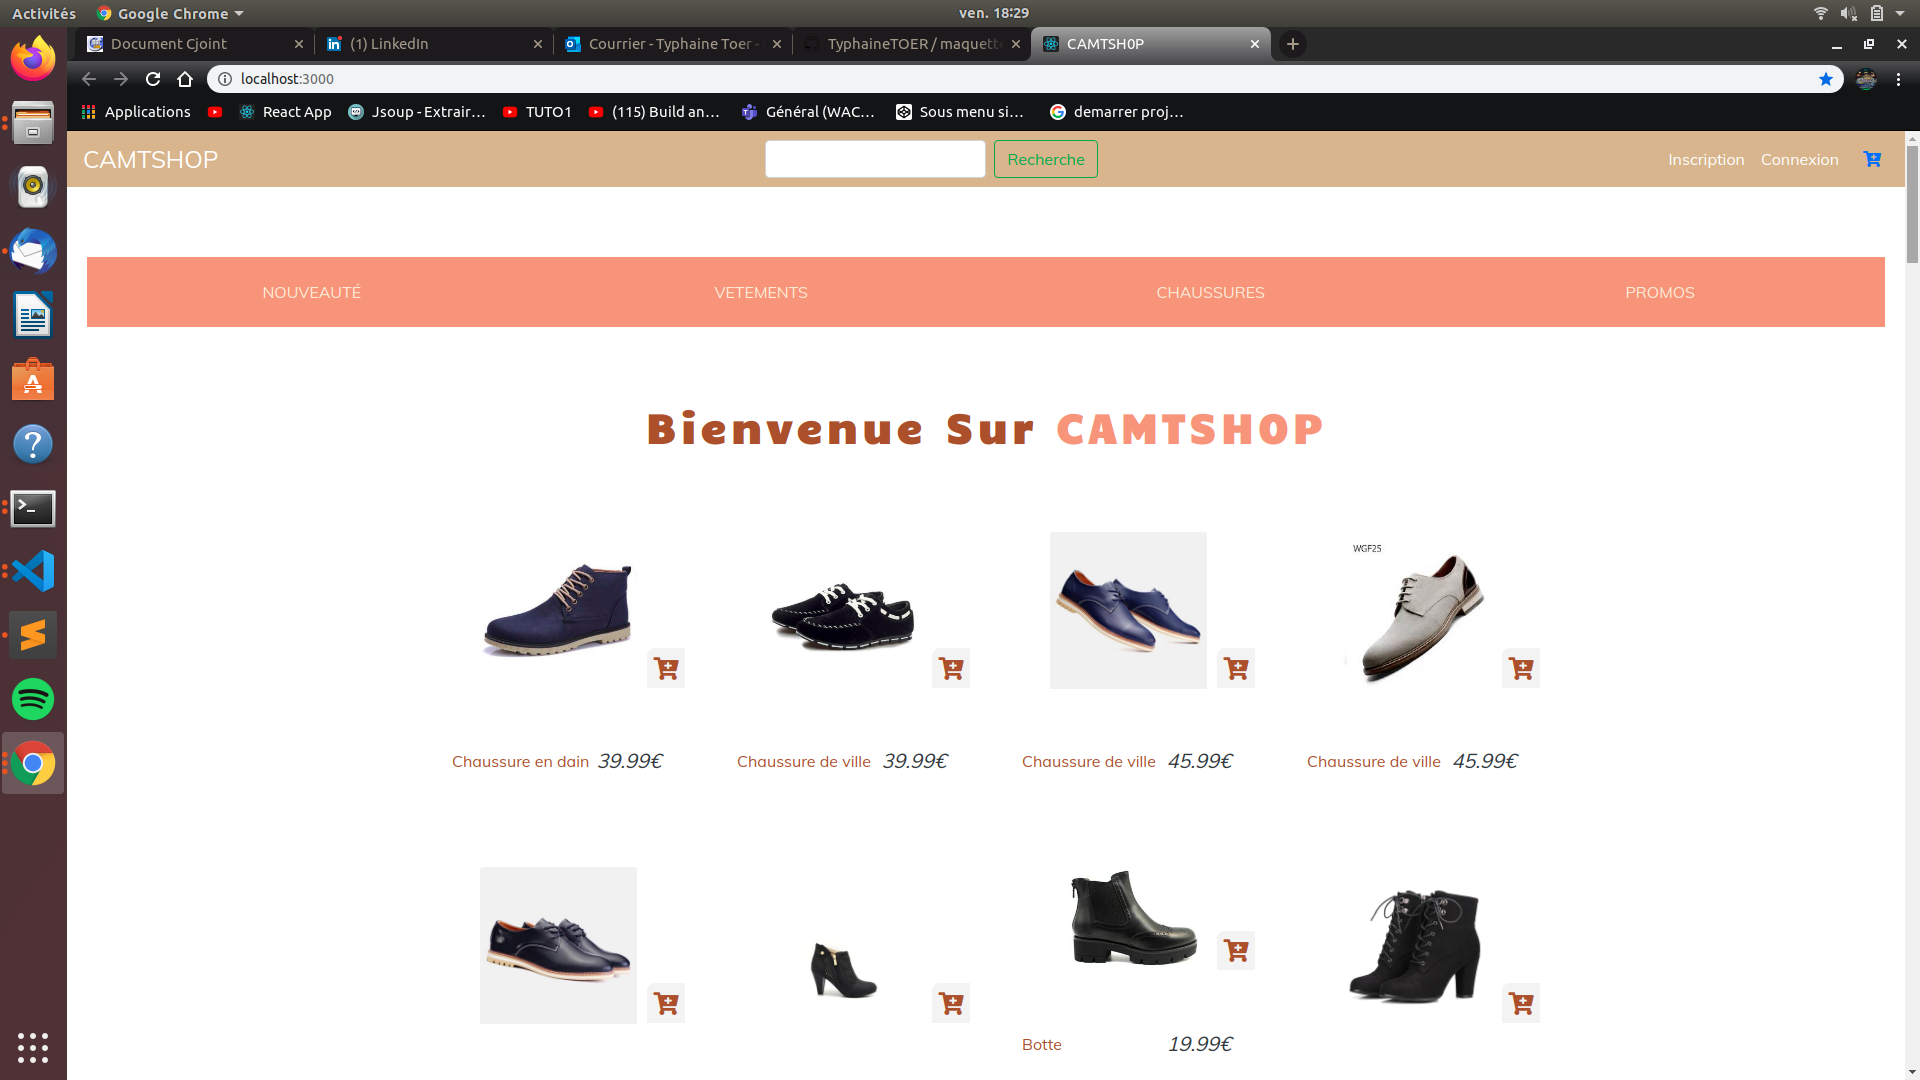 Activités Google Chrome ven. 18:29
Document Cjoint (1) LinkedIn Courrier - Typhaine Toer - TyphaineTOER / maquett CAMTSHOP
localhost:3000
Applications React App Jsoup - Extrair... TUTO1 (115) Build an... Général (WAC... Sous menu si... demarrer proj...
CAMTSHOP Recherche Inscription Connexion
NOUVEAUTÉ VETEMENTS CHAUSSURES PROMOS
Bienvenue Sur CAMTSHOP
WGF25
Chaussure en dain 39.99€ Chaussure de ville 39.99€ Chaussure de ville 45.99€ Chaussure de ville 45.99€
Botte 19.99€